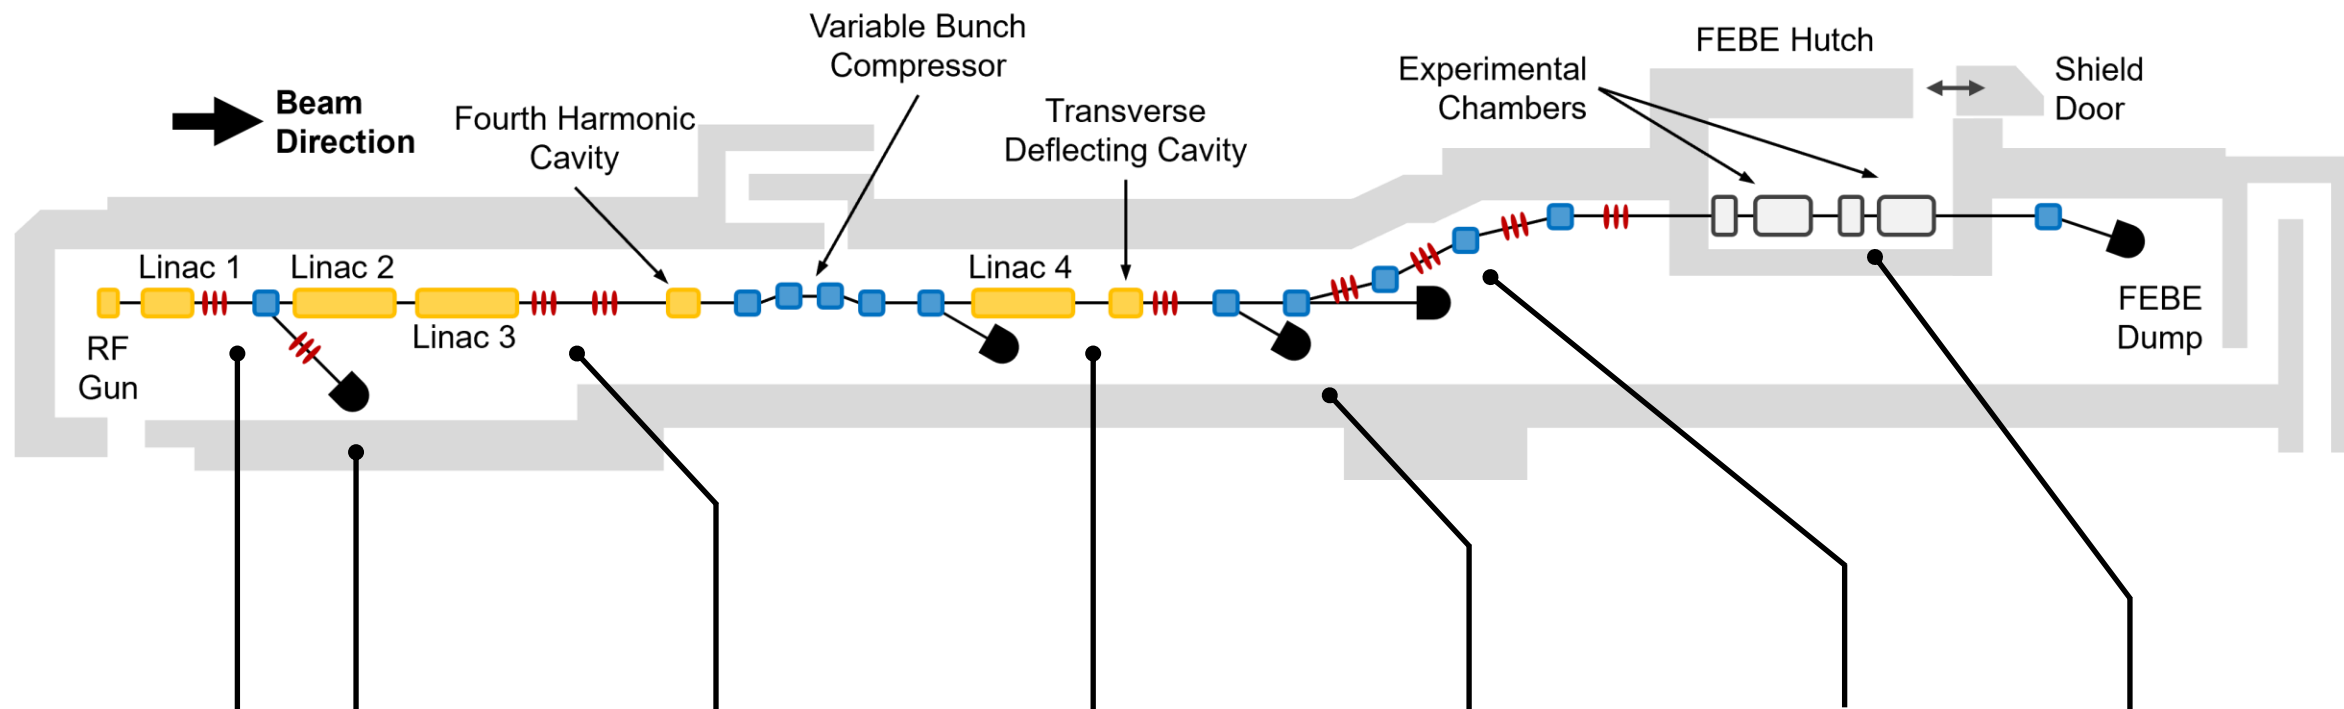 Beam
Direction
Fourth Harmonic
Cavity
Variable Bunch
Compressor
Transverse
Deflecting Cavity
Experimental
Chambers
FEBE Hutch
Shield
Door
Linac 1
Linac 2
Linac 3
Linac 4
RF
Gun
FEBE
Dump